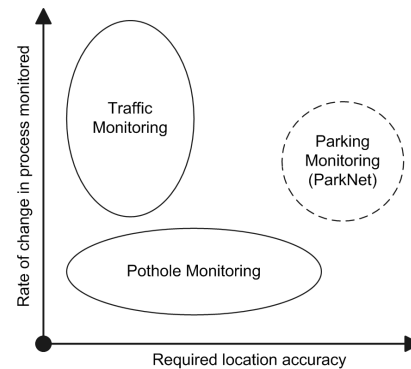 Rate of change in process monitored
Traffic
Monitoring
Parking
Monitoring
(ParkNet)
Pothole Monitoring
Required location accuracy